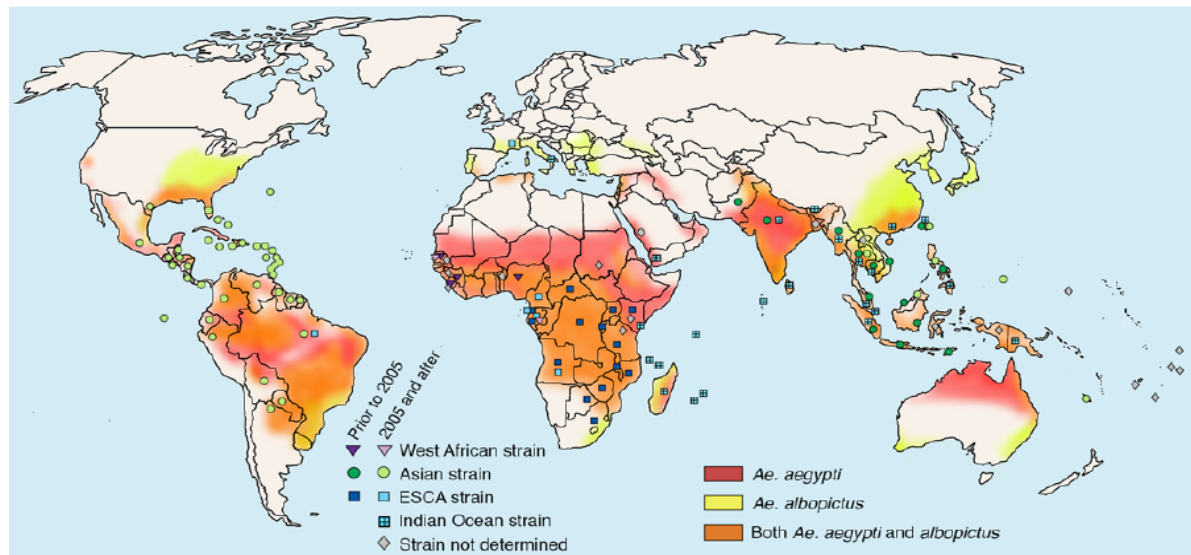 Prior to 2005
2005 and after
West African strain
Asian strain
ESCA strain
Indian Ocean strain
Strain not determined
Ae. aegypti
Ae. albopictus
Both Ae. aegypti and albopictus